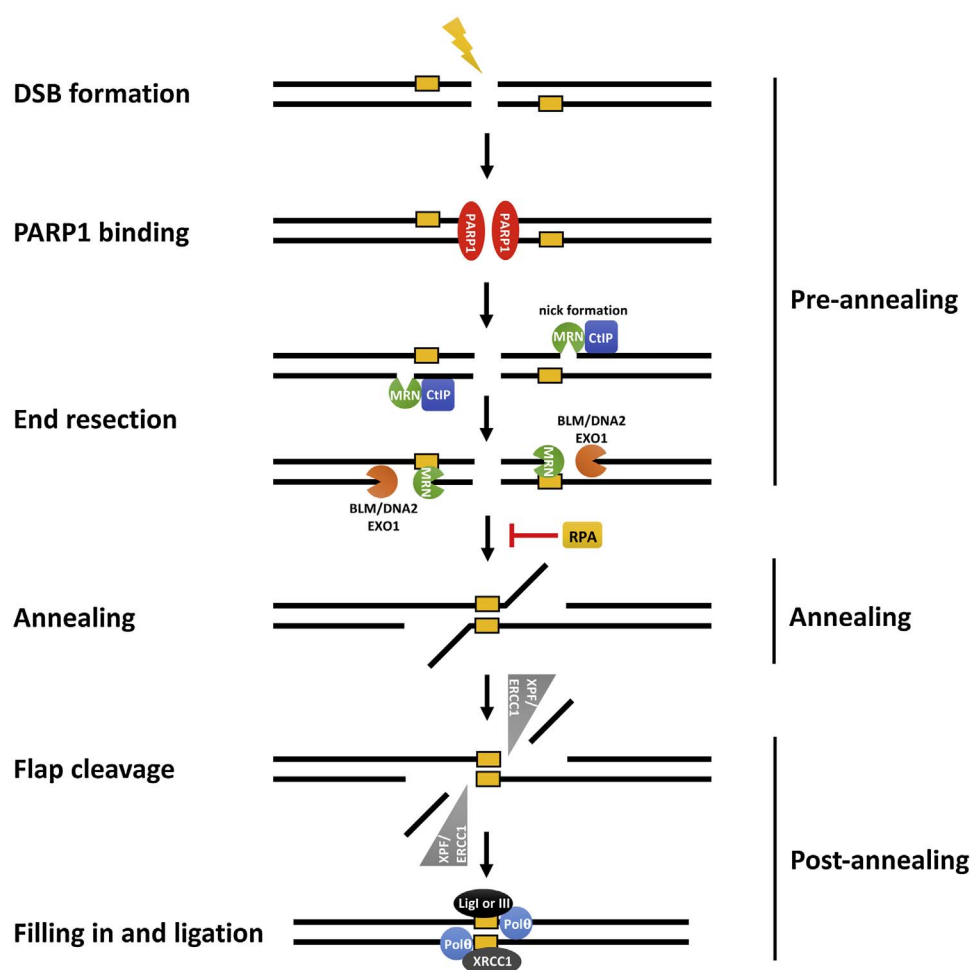 DSB formation
PARP1 binding
PARP1
PARP1
Pre-annealing
nick formation
MRN
CtIP
MRN
CtIP
End resection
BLM/DNA2
EXO1
MRN
MRN
BLM/DNA2
EXO1
RPA
Annealing
Annealing
XPF/
ERCC1
Flap cleavage
XPF/
ERCC1
Post-annealing
LigI or III
Polθ
Filling in and ligation
Polθ
XRCC1